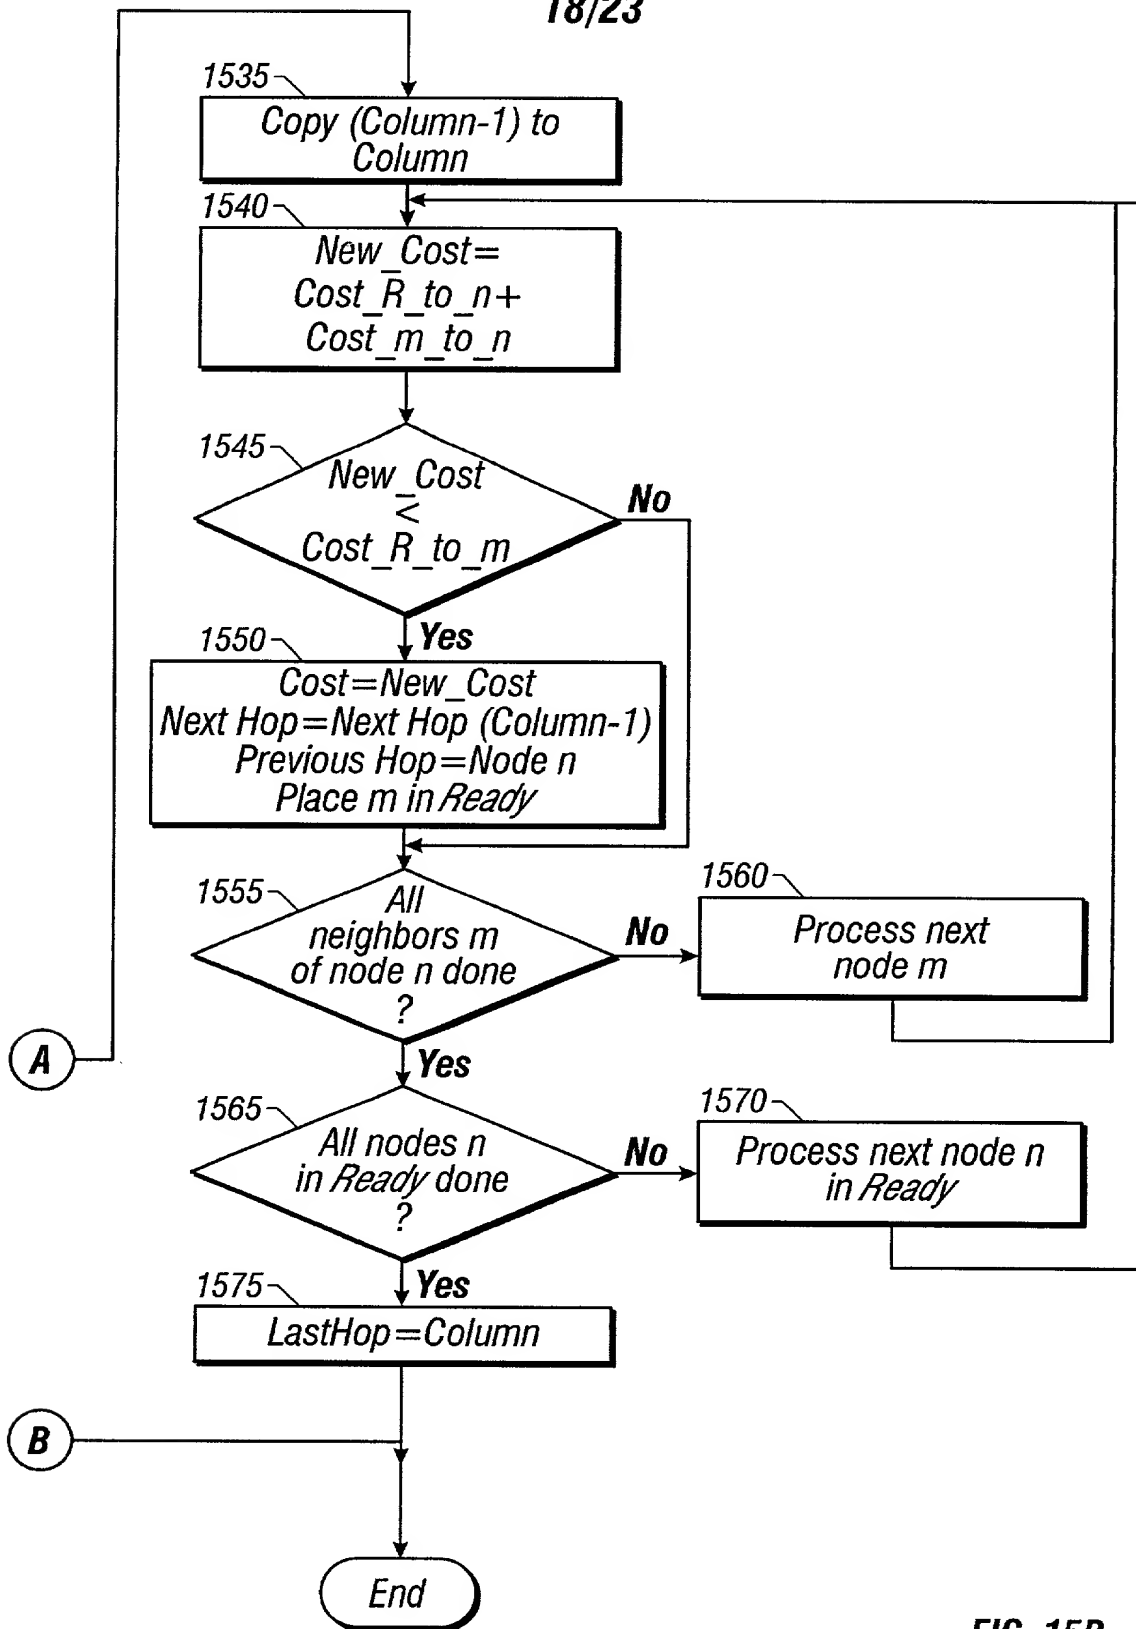 18/23
1535
Copy (Column-1) to
Column
1540
New_Cost=
Cost_R_to_n+
Cost_m_to_n
1545
New_Cost
<
Cost_R_to_m
No
Yes
1550
Cost=New_Cost
Next Hop=Next Hop (Column-1)
Previous Hop=Node n
Place m in Ready
1555
All
neighbors m
of node n done
?
No
1560
Process next
node m
A
Yes
1565
All nodes n
in Ready done
?
No
1570
Process next node n
in Ready
Yes
1575
LastHop=Column
B
End
FIG. 15B